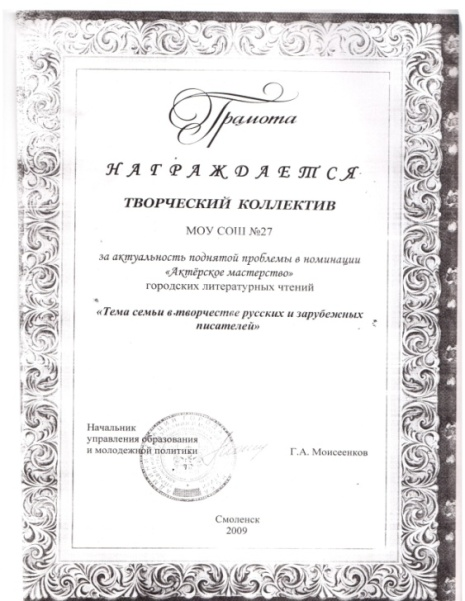 Грамота
НАГРАЖДАЕТСЯ
ТВОРЧЕСКИЙ КОЛЛЕКТИВ
МОУ СОШ №27
за актуальность поднятой проблемы в номинации
«Актёрское мастерство»
городских литературных чтений
«Тема семьи в творчестве русских и зарубежных
писателей»
Начальник
управления образования
и молодежной политики
Г.А. Моисеенков
Смоленск
2009